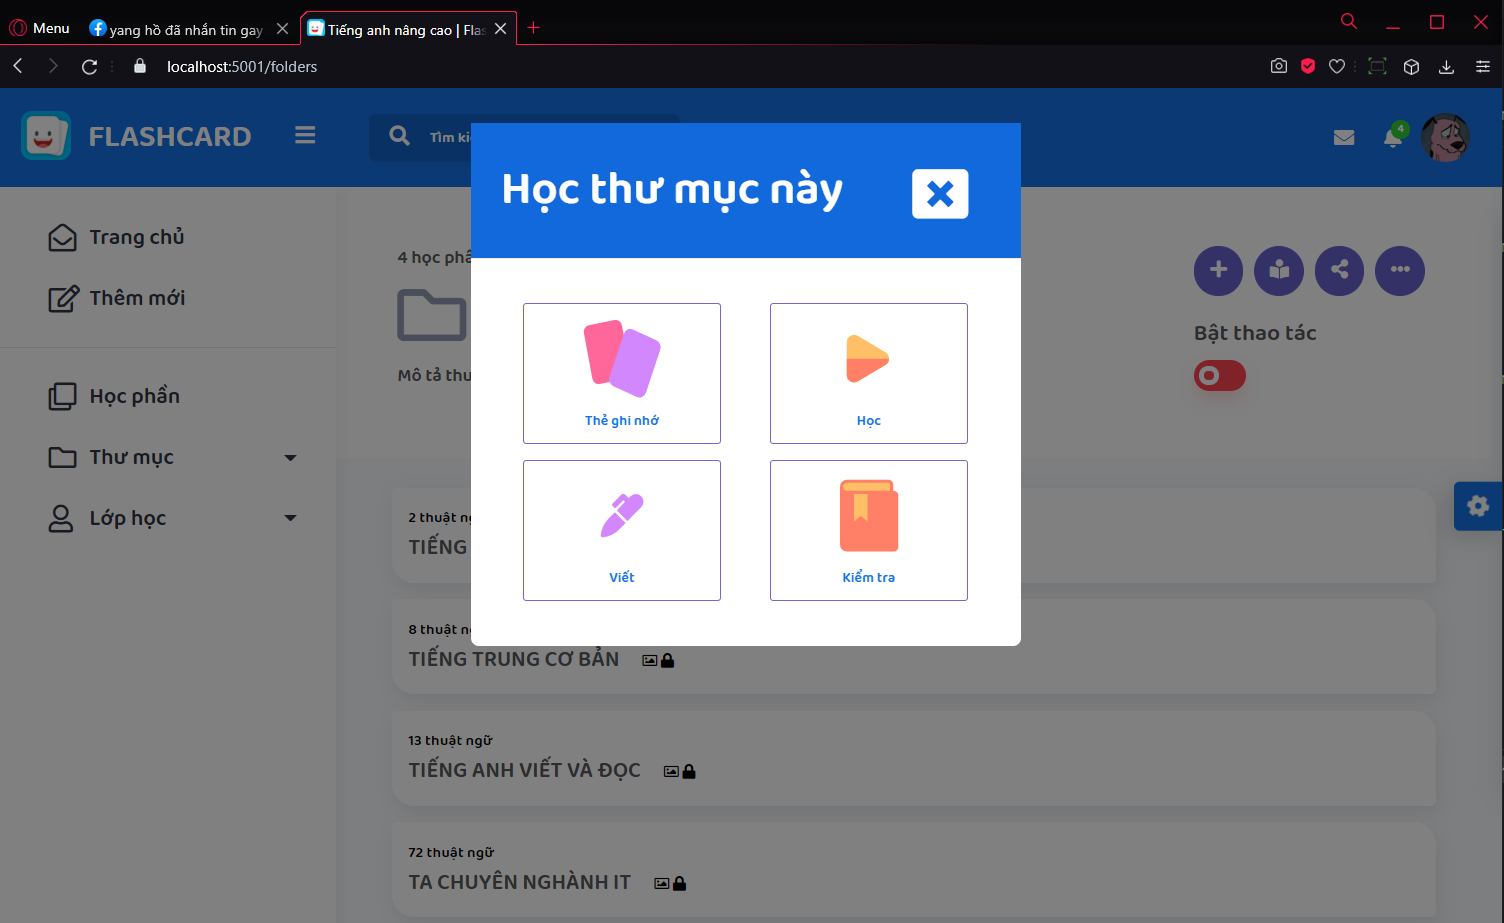 Menu
yang hồ đã nhắn tin gay
Tiếng anh nâng cao | Flas
localhost:5001/folders
FLASHCARD
Tìm ki
4
Học thư mục này
Trang chủ
Thêm mới
Học phần
Thư mục
Lớp học
4 học phầ
Mô tả thư
Bật thao tác
Thẻ ghi nhớ
Học
Viết
Kiểm tra
2 thuật n
TIẾNG
8 thuật n
TIẾNG TRUNG CƠ BẢN
13 thuật ngữ
TIẾNG ANH VIẾT VÀ ĐỌC
72 thuật ngữ
TA CHUYÊN NGHÀNH IT